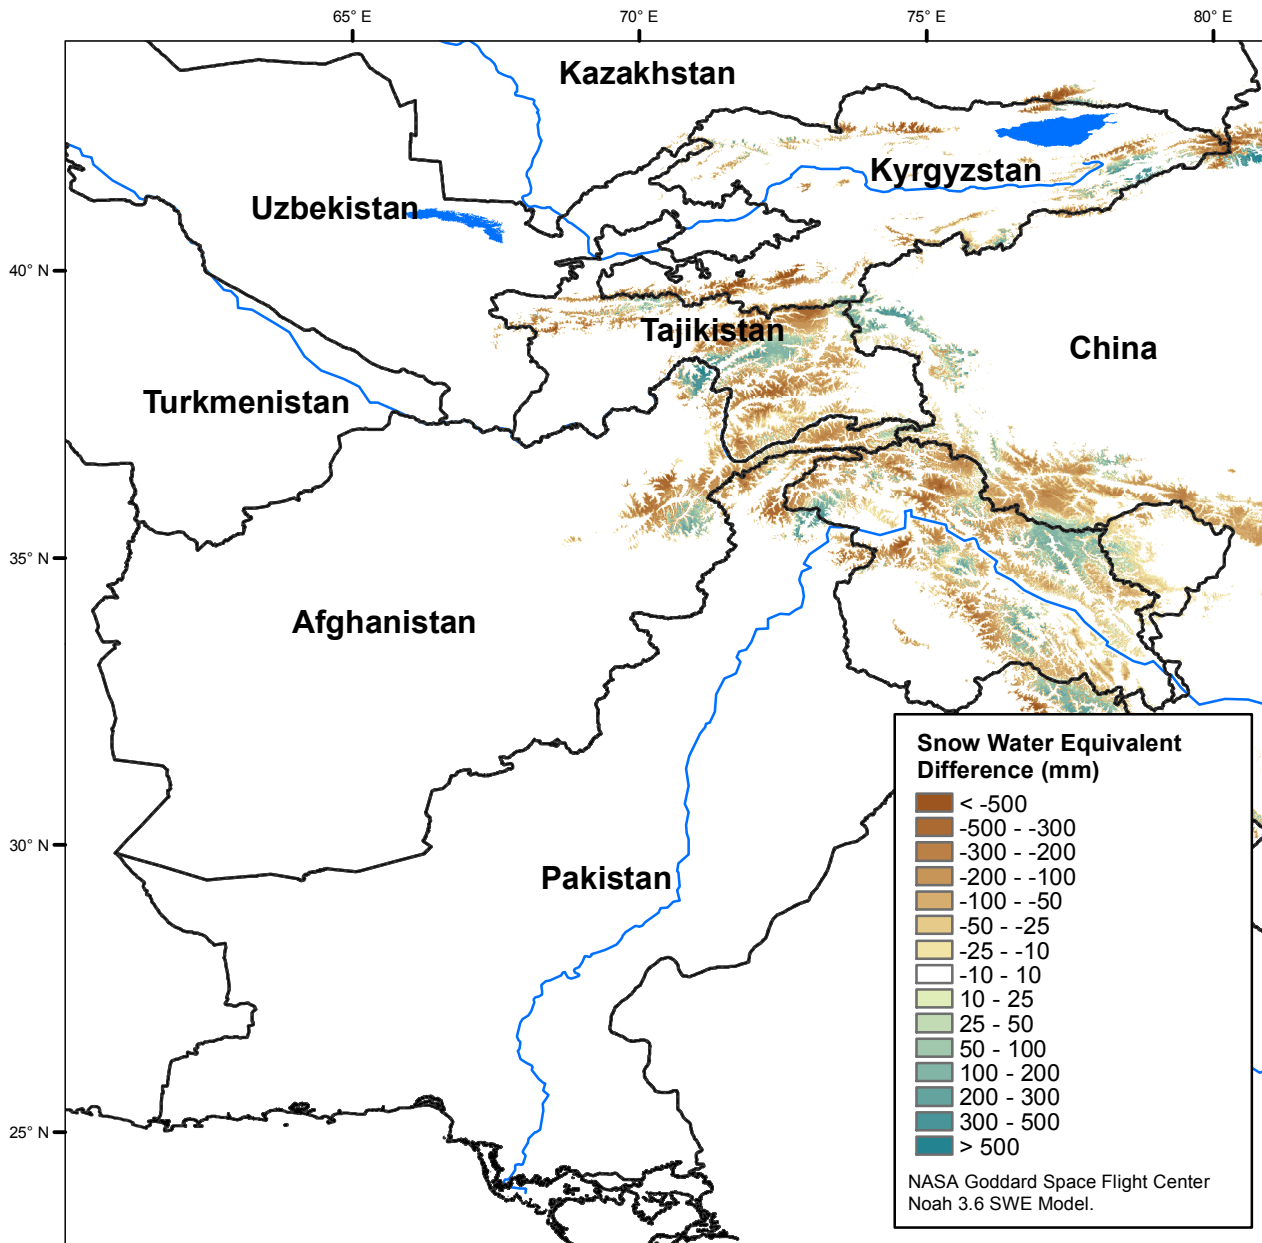 65° E
70° E
75° E
80° E
Kazakhstan
Kyrgyzstan
Uzbekistan
40° N
Tajikistan
China
Turkmenistan
35° N
Afghanistan
30° N
Pakistan
25° N
Snow Water Equivalent
Difference (mm)
< -500
-500 - -300
-300 - -200
-200 - -100
-100 - -50
-50 - -25
-25 - -10
-10 - 10
10 - 25
25 - 50
50 - 100
100 - 200
200 - 300
300 - 500
> 500
NASA Goddard Space Flight Center
Noah 3.6 SWE Model.